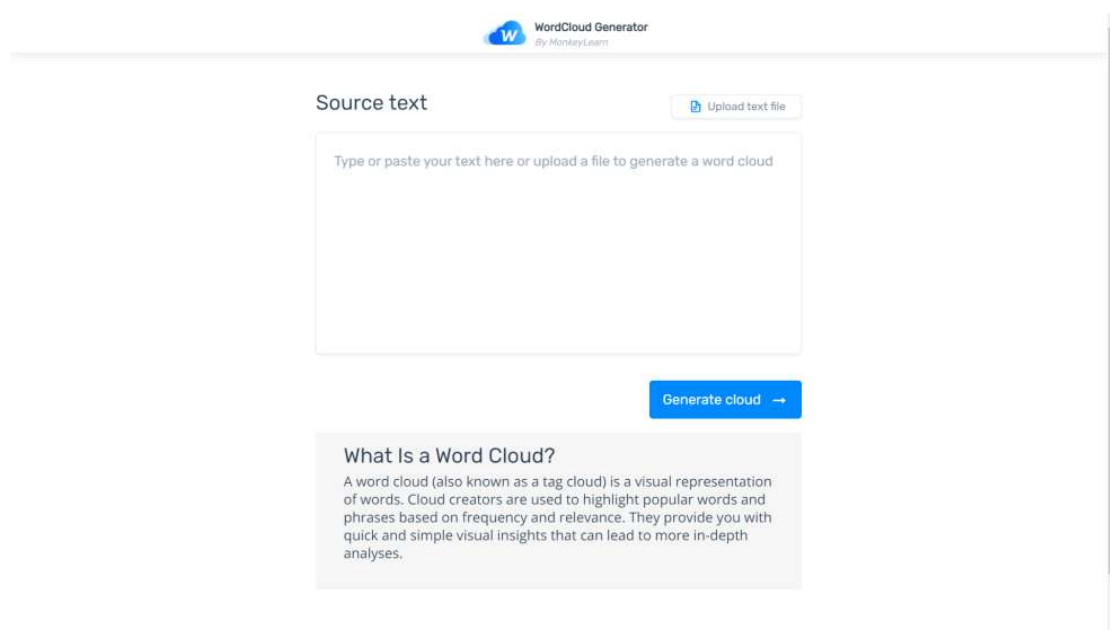 WordCloud Generator
By MonkeyLearn
Source text
Upload text file
Type or paste your text here or upload a file to generate a word cloud
Generate cloud →
What Is a Word Cloud?
A word cloud (also known as a tag cloud) is a visual representation
of words. Cloud creators are used to highlight popular words and
phrases based on frequency and relevance. They provide you with
quick and simple visual insights that can lead to more in-depth
analyses.